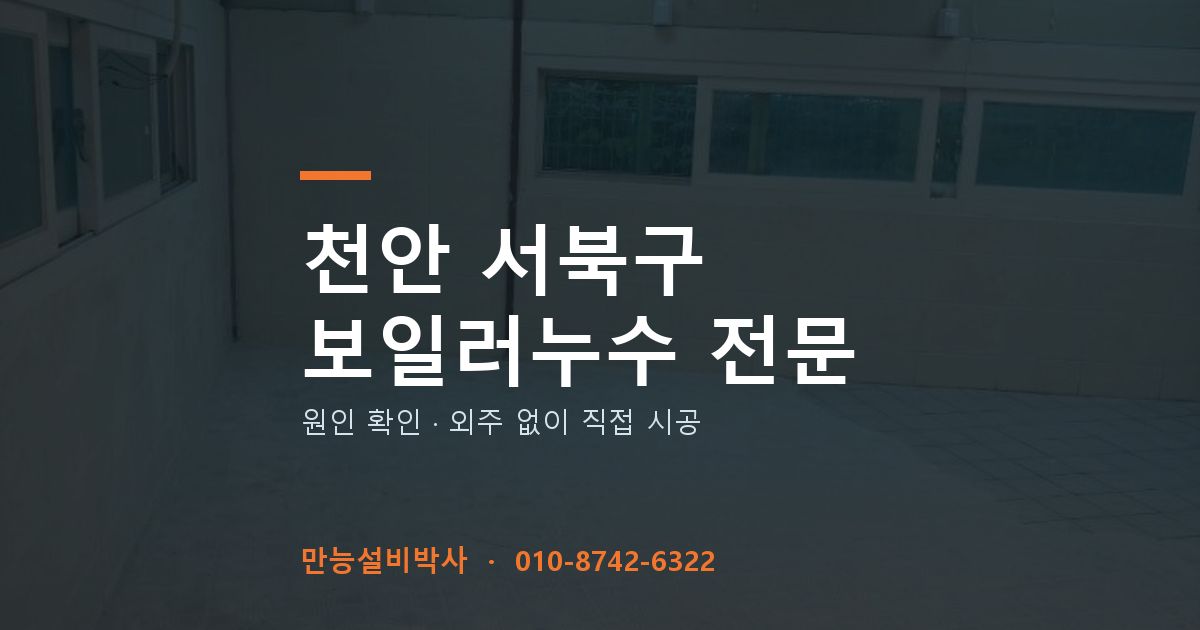 천안 서북구
보일러누수 전문
원인 확인 · 외주 없이 직접 시공
만능설비박사 · 010-8742-6322